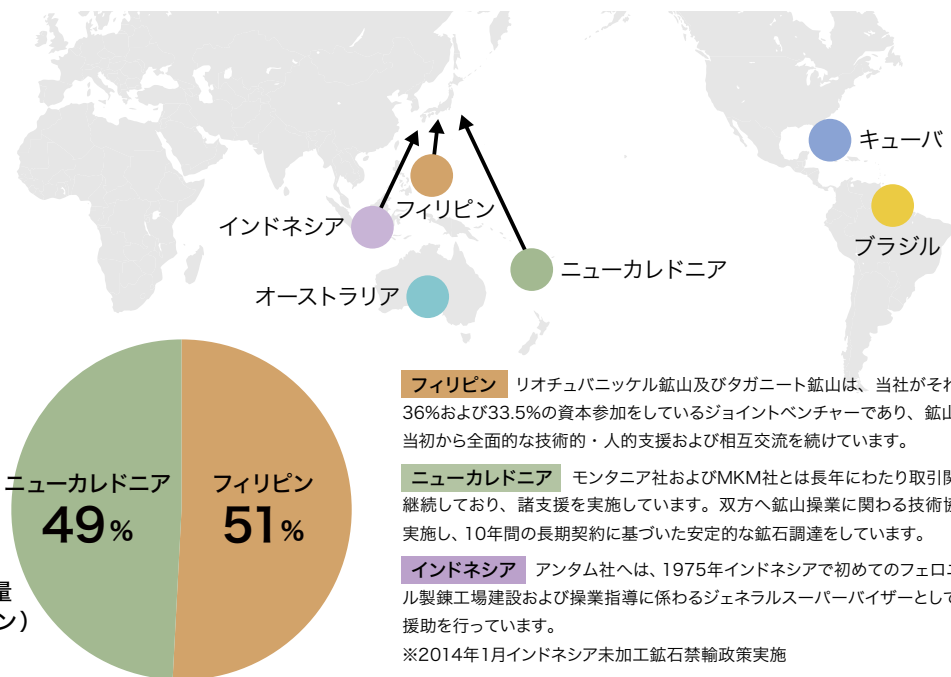 キューバ
フィリピン
インドネシア
ブラジル
ニューカレドニア
オーストラリア
ニューカレドニア
49%
フィリピン
51%
量
ン）
フィリピン リオチュバニッケル鉱山及びタガニート鉱山は、当社がそれ
36%および33.5%の資本参加をしているジョイントベンチャーであり、鉱山
当初から全面的な技術的・人的支援および相互交流を続けています。
ニューカレドニア モンタニア社およびMKM社とは長年にわたり取引関
継続しており、諸支援を実施しています。双方へ鉱山操業に関わる技術協
実施し、10年間の長期契約に基づいた安定的な鉱石調達をしています。
インドネシア アンタム社へは、1975年インドネシアで初めてのフェロニ
ル製錬工場建設および操業指導に係わるジェネラルスーパーバイザーとして
援助を行っています。
※2014年1月インドネシア未加工鉱石禁輸政策実施